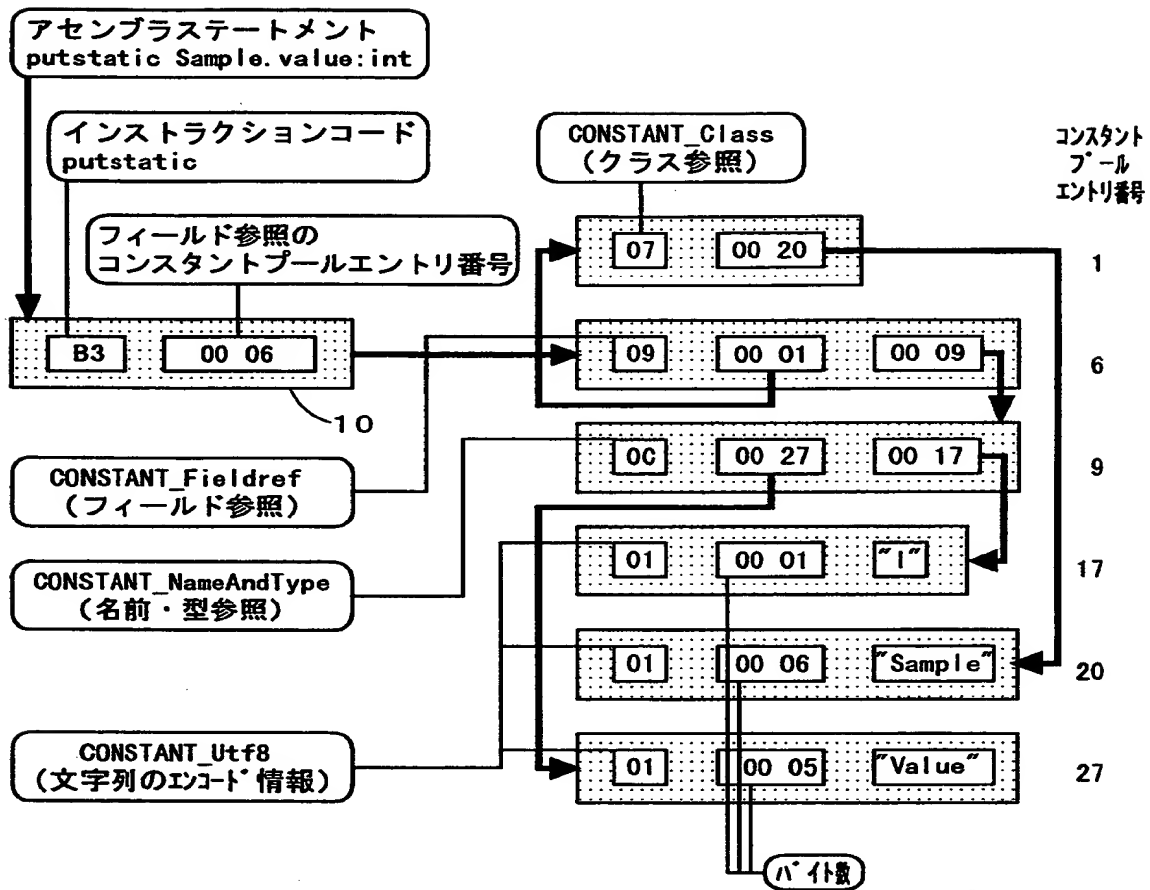 アセンブラステートメント
putstatic Sample.value:int
インストラクションコード
putstatic
フィールド参照の
コンスタントプールエントリ番号
B3 00 06
10
CONSTANT_Class
(クラス参照)
コンスタント
プール
エントリ番号
07 00 20
1
09 00 01 00 09
6
0C 00 27 00 17
9
01 00 01 "I"
17
01 00 06 "Sample"
20
01 00 05 "Value"
27
CONSTANT_Fieldref
(フィールド参照)
CONSTANT_NameAndType
(名前・型参照)
CONSTANT_Utf8
(文字列のエンコード情報)
バイト数